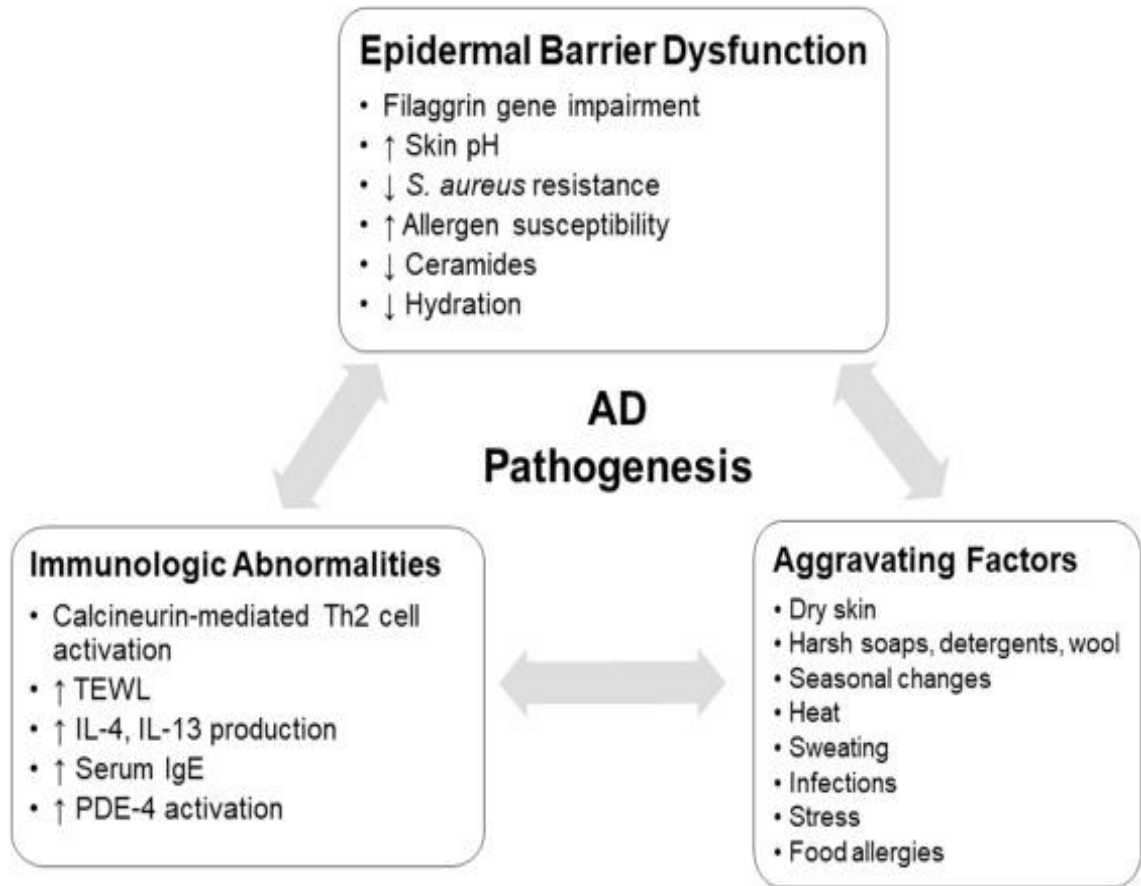 Epidermal Barrier Dysfunction
• Filaggrin gene impairment
• ↑ Skin pH
• ↓ S. aureus resistance
• ↑ Allergen susceptibility
• ↓ Ceramides
• ↓ Hydration
AD
Pathogenesis
Immunologic Abnormalities
• Calcineurin-mediated Th2 cell
activation
• ↑ TEWL
• ↑ IL-4, IL-13 production
• ↑ Serum IgE
• ↑ PDE-4 activation
Aggravating Factors
• Dry skin
• Harsh soaps, detergents, wool
• Seasonal changes
• Heat
• Sweating
• Infections
• Stress
• Food allergies